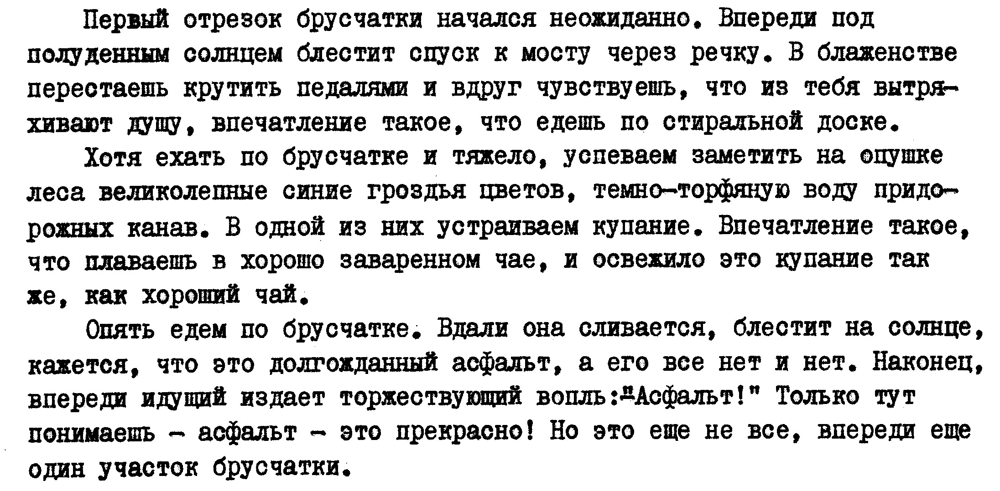 Первый отрезок брусчатки начался неожиданно. Впереди под
полуденным солнцем блестит спуск к мосту через речку. В блаженстве
перестаешь крутить педалями и вдруг чувствуешь, что из тебя вытря-
хивают душу, впечатление такое, что едешь по стиральной доске.
Хотя ехать по брусчатке и тяжело, успеваем заметить на опушке
леса великолепные синие гроздья цветов, темно-торфяную воду придо-
рожных канав. В одной из них устраиваем купание. Впечатление такое,
что плаваешь в хорошо заваренном чае, и освежило это купание так
же, как хороший чай.
Опять едем по брусчатке. Вдали она сливается, блестит на солнце,
кажется, что это долгожданный асфальт, а его все нет и нет. Наконец,
впереди идущий издает торжествующий вопль:"Асфальт!" Только тут
понимаешь - асфальт - это прекрасно! Но это еще не все, впереди еще
один участок брусчатки.